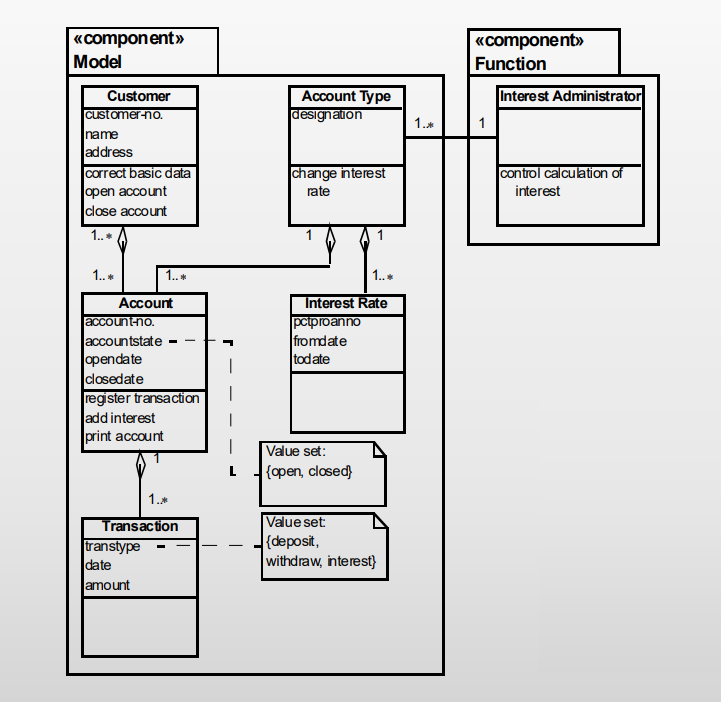 «component»
Model
Customer
customer-no.
name
address
correct basic data
open account
close account
Account Type
designation
change interest
rate
1..*
1
«component»
Function
Interest Administrator
control calculation of
interest
1..*
1
1
1..*
1..*
1..*
Account
account-no.
accountstate
opendate
closedate
register transaction
add interest
print account
Interest Rate
pctproanno
fromdate
todate
Value set:
{open, closed}
1
1..*
Transaction
transtype
date
amount
Value set:
{deposit,
withdraw, interest}